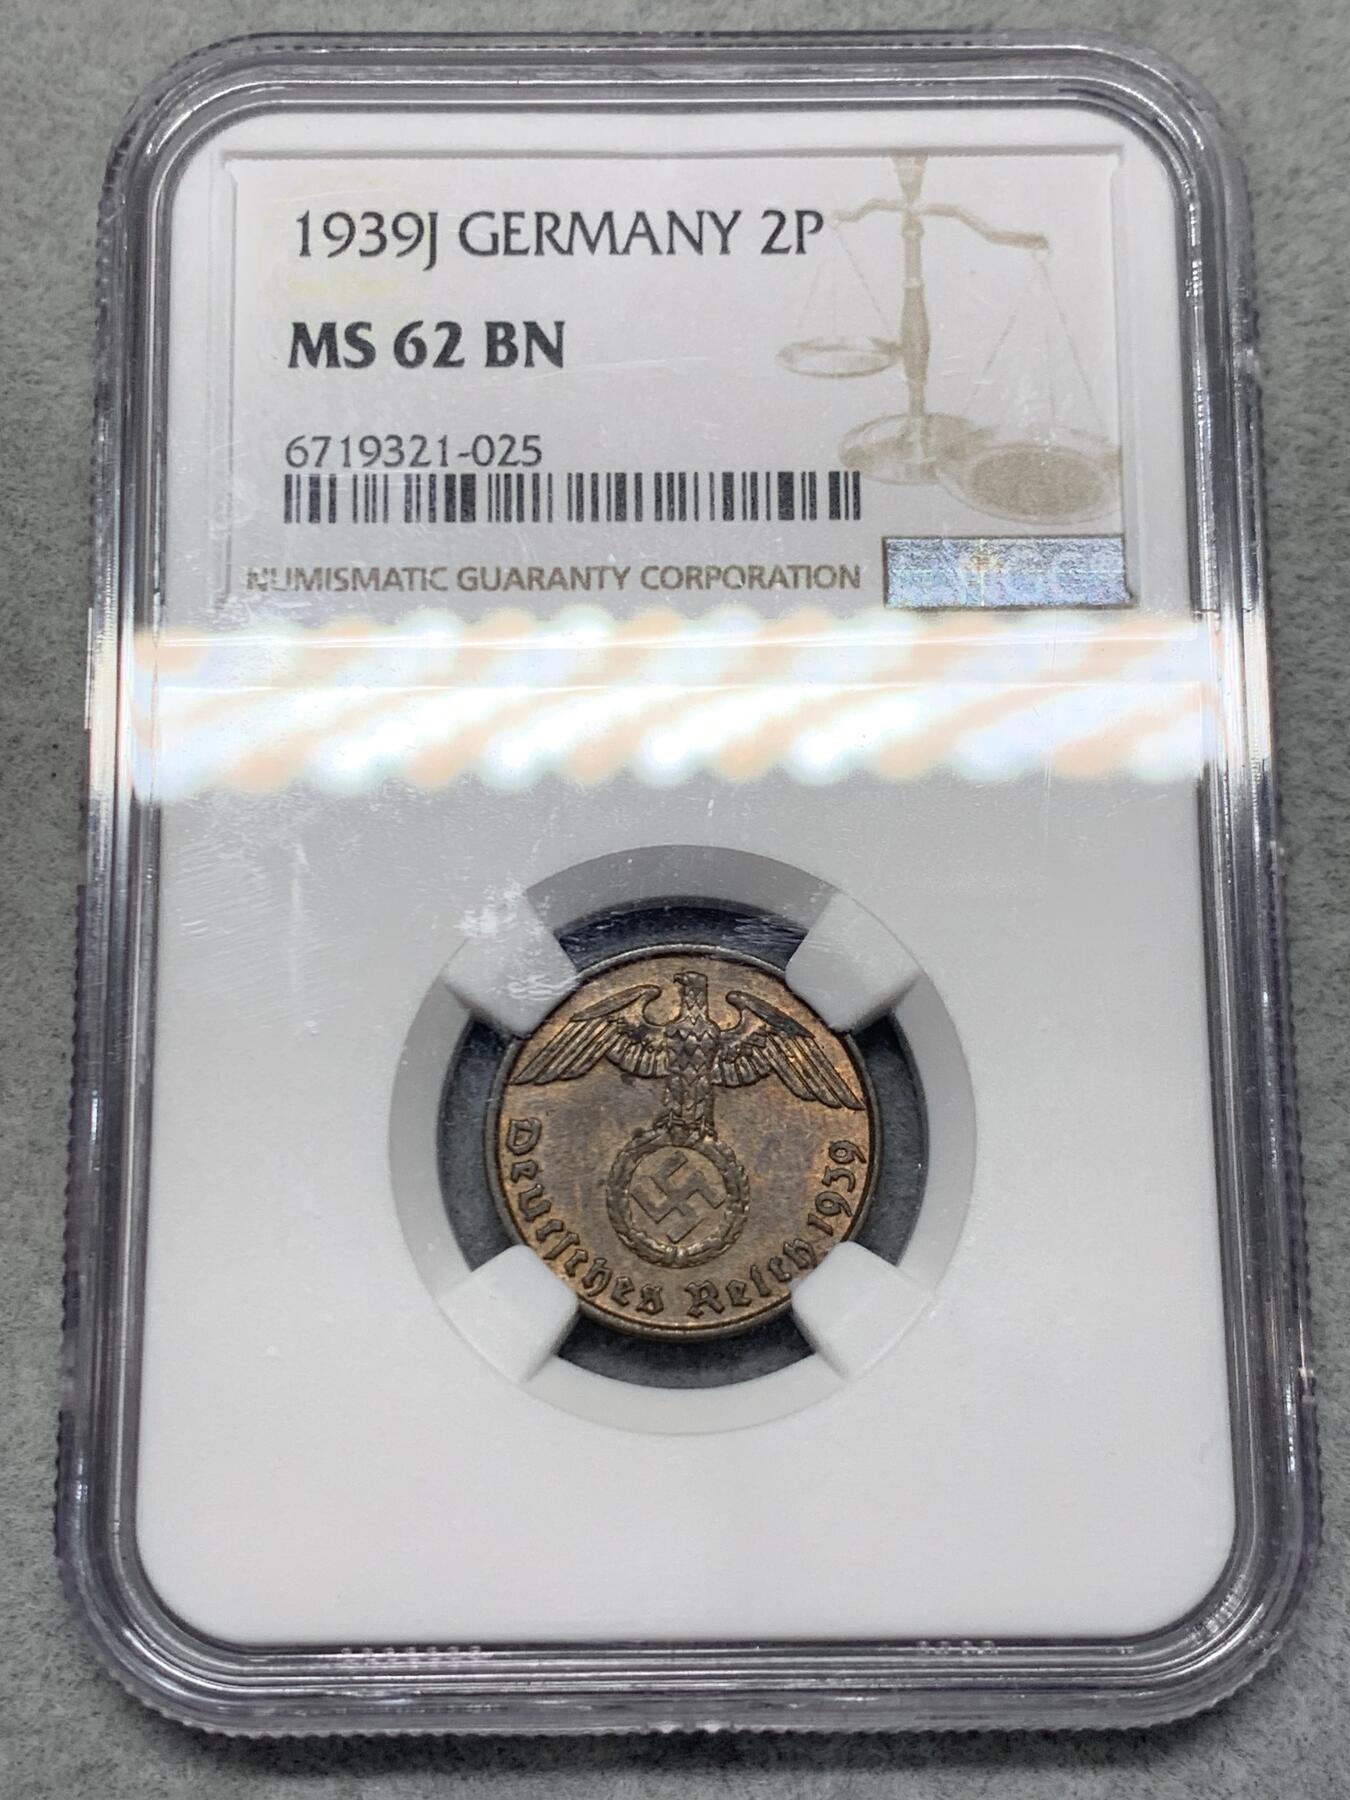 1939J GERMANY 2P
MS 62 BN
6719321-025
NUMISMATIC GUARANTY CORPORATION
Deutsches Reich 1939